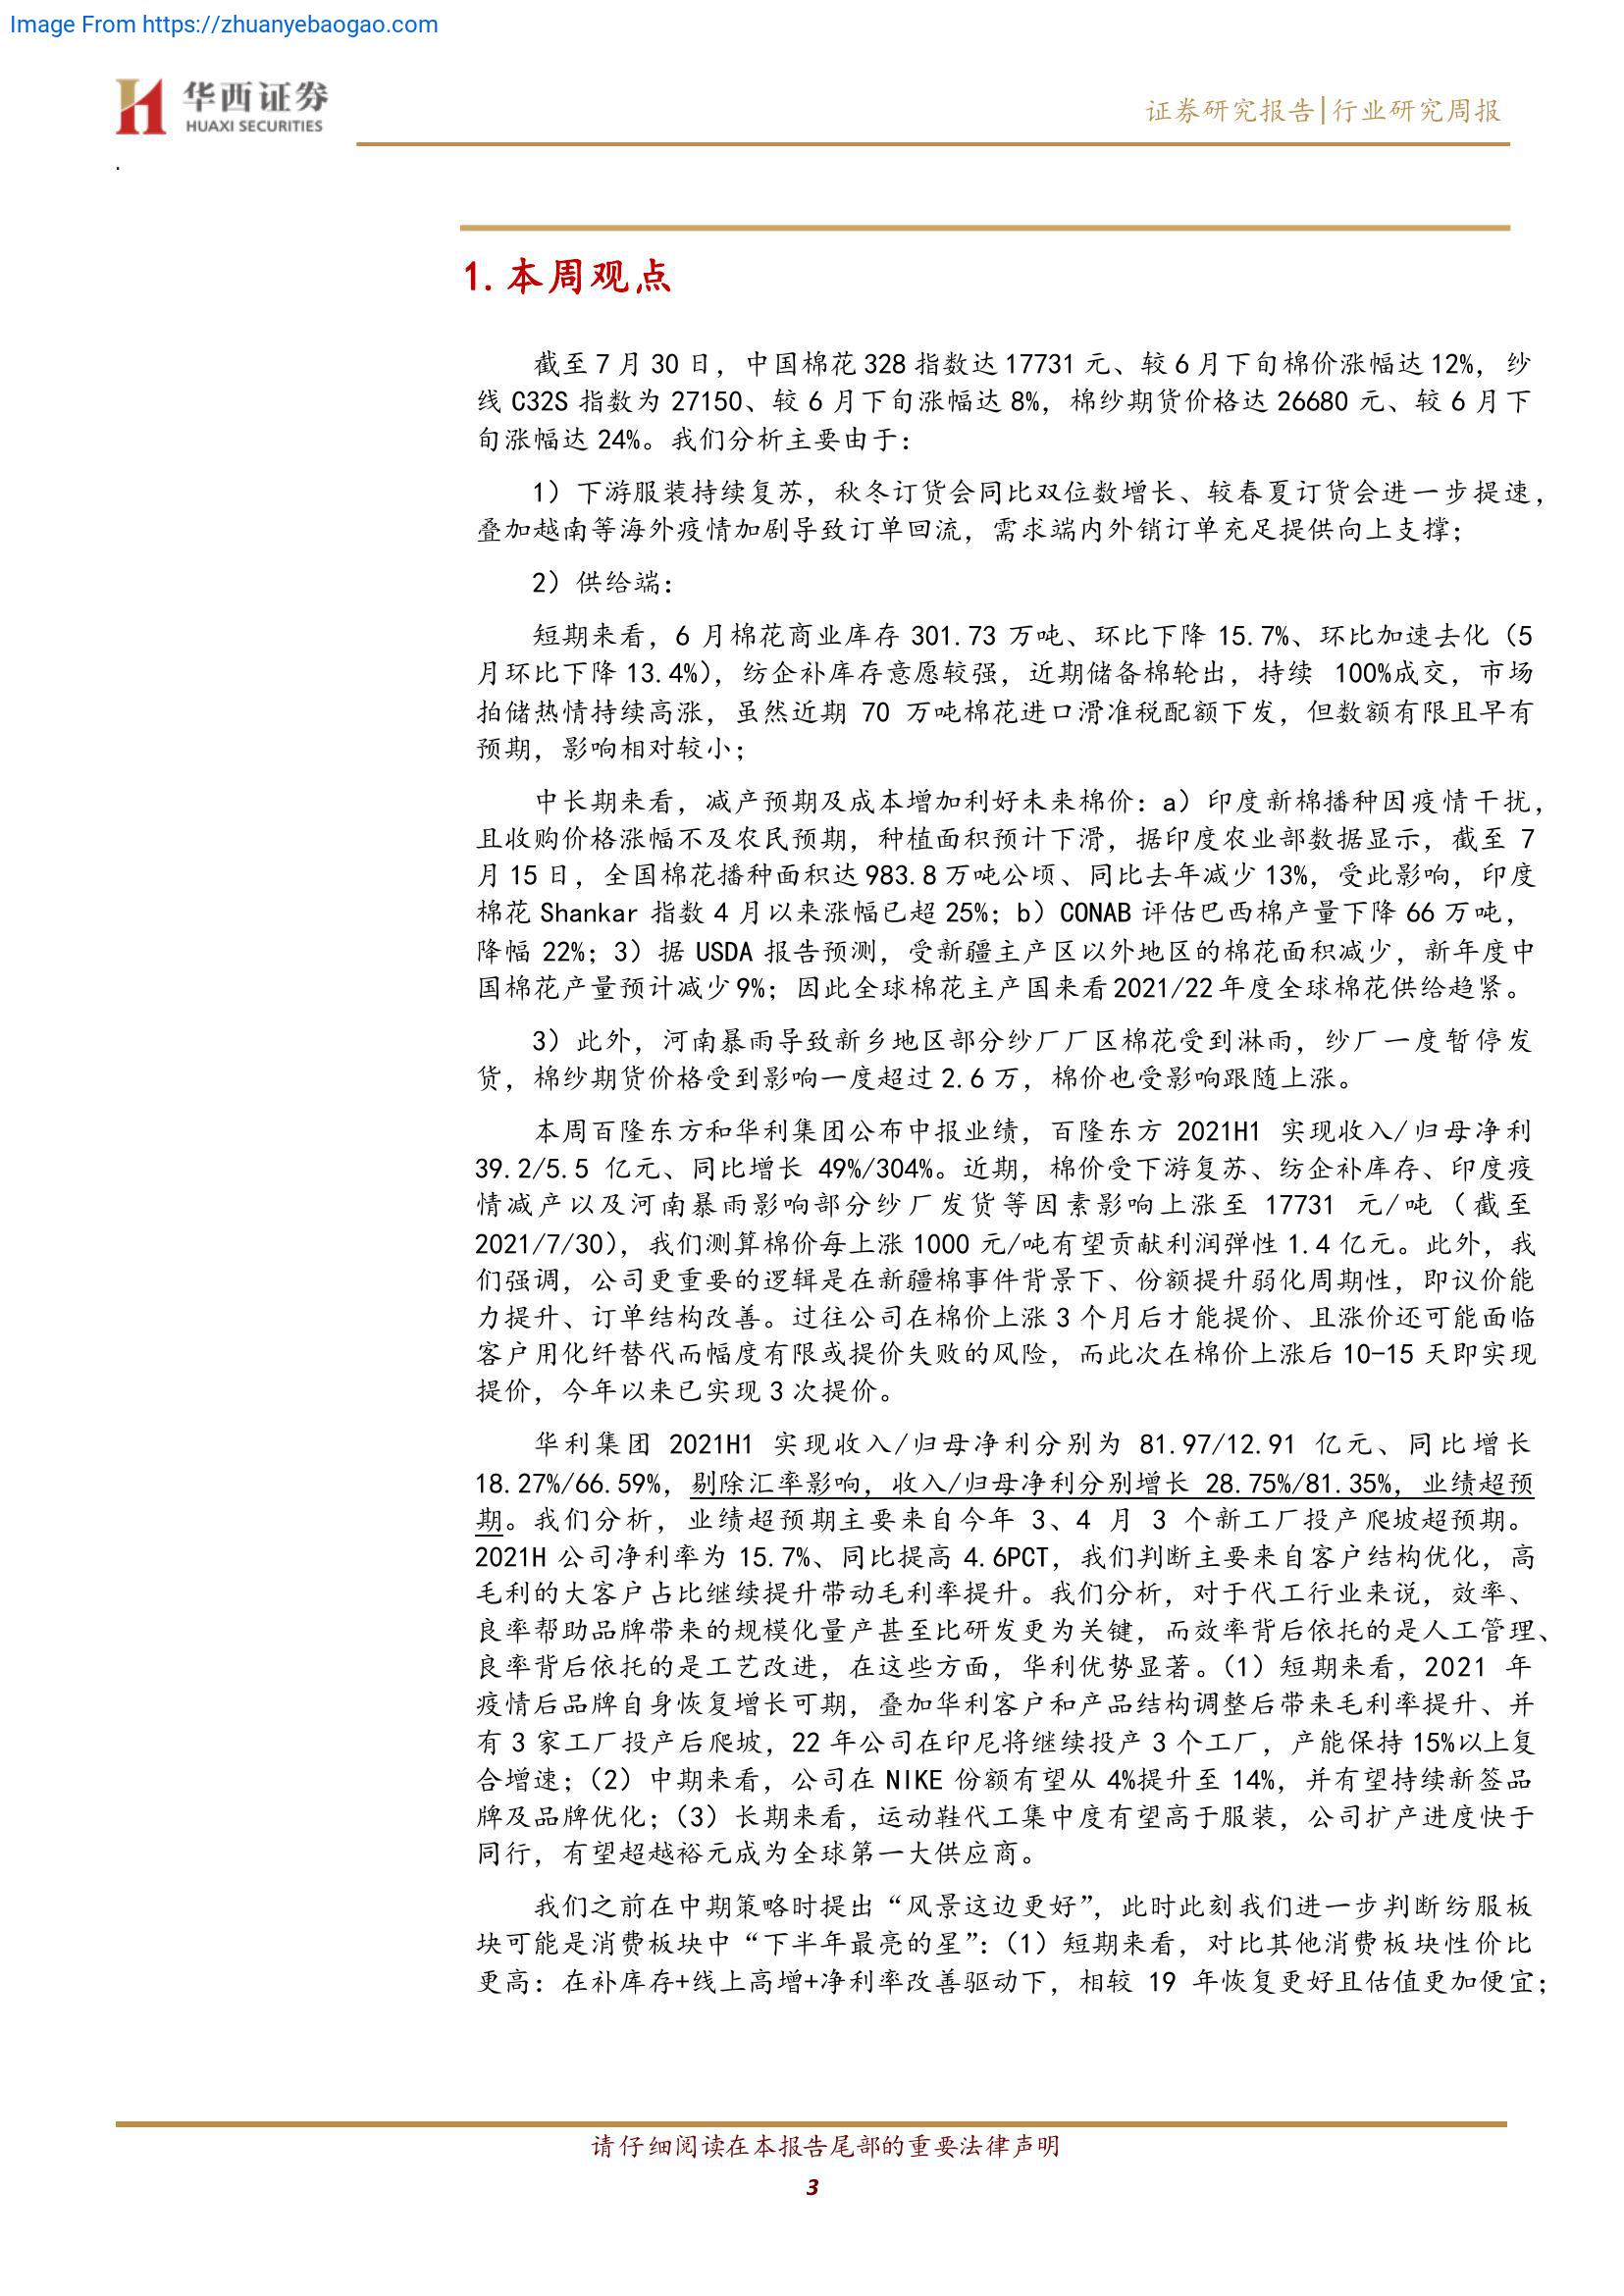 Image From https://zhuanyebaogao.com
华西证券
HUAXI SECURITIES
证券研究报告|行业研究周报
.
1.本周观点
截至 7 月 30 日，中国棉花 328 指数达 17731 元、较 6 月下旬棉价涨幅达 12%，纱
线 C32S 指数为 27150、较 6 月下旬涨幅达 8%，棉纱期货价格达 26680 元、较 6 月下
旬涨幅达 24%。我们分析主要由于：
1）下游服装持续复苏，秋冬订货会同比双位数增长、较春夏订货会进一步提速，
叠加越南等海外疫情加剧导致订单回流，需求端内外销订单充足提供向上支撑；
2）供给端：
短期来看，6 月棉花商业库存 301.73 万吨、环比下降 15.7%、环比加速去化（5
月环比下降 13.4%），纺企补库存意愿较强，近期储备棉轮出，持续 100%成交，市场
拍储热情持续高涨，虽然近期 70 万吨棉花进口滑准税配额下发，但数额有限且早有
预期，影响相对较小；
中长期来看，减产预期及成本增加利好未来棉价：a）印度新棉播种因疫情干扰，
且收购价格涨幅不及农民预期，种植面积预计下滑，据印度农业部数据显示，截至 7
月 15 日，全国棉花播种面积达 983.8 万吨公顷、同比去年减少 13%，受此影响，印度
棉花 Shankar 指数 4 月以来涨幅已超 25%；b）CONAB 评估巴西棉产量下降 66 万吨，
降幅 22%；3）据 USDA 报告预测，受新疆主产区以外地区的棉花面积减少，新年度中
国棉花产量预计减少 9%；因此全球棉花主产国来看 2021/22 年度全球棉花供给趋紧。
3）此外，河南暴雨导致新乡地区部分纱厂厂区棉花受到淋雨，纱厂一度暂停发
货，棉纱期货价格受到影响一度超过 2.6 万，棉价也受影响跟随上涨。
本周百隆东方和华利集团公布中报业绩，百隆东方 2021H1 实现收入/归母净利
39.2/5.5 亿元、同比增长 49%/304%。近期，棉价受下游复苏、纺企补库存、印度疫
情减产以及河南暴雨影响部分纱厂发货等因素影响上涨至 17731 元/吨（截至
2021/7/30），我们测算棉价每上涨 1000 元/吨有望贡献利润弹性 1.4 亿元。此外，我
们强调，公司更重要的逻辑是在新疆棉事件背景下、份额提升弱化周期性，即议价能
力提升、订单结构改善。过往公司在棉价上涨 3 个月后才能提价、且涨价还可能面临
客户用化纤替代而幅度有限或提价失败的风险，而此次在棉价上涨后 10-15 天即实现
提价，今年以来已实现 3 次提价。
华利集团 2021H1 实现收入/归母净利分别为 81.97/12.91 亿元、同比增长
18.27%/66.59%，剔除汇率影响，收入/归母净利分别增长 28.75%/81.35%，业绩超预
期。我们分析，业绩超预期主要来自今年 3、4 月 3 个新工厂投产爬坡超预期。
2021H 公司净利率为 15.7%、同比提高 4.6PCT，我们判断主要来自客户结构优化，高
毛利的大客户占比继续提升带动毛利率提升。我们分析，对于代工行业来说，效率、
良率帮助品牌带来的规模化量产甚至比研发更为关键，而效率背后依托的是人工管理、
良率背后依托的是工艺改进，在这些方面，华利优势显著。（1）短期来看，2021 年
疫情后品牌自身恢复增长可期，叠加华利客户和产品结构调整后带来毛利率提升、并
有 3 家工厂投产后爬坡，22 年公司在印尼将继续投产 3 个工厂，产能保持 15%以上复
合增速；（2）中期来看，公司在 NIKE 份额有望从 4%提升至 14%，并有望持续新签品
牌及品牌优化；（3）长期来看，运动鞋代工集中度有望高于服装，公司扩产进度快于
同行，有望超越裕元成为全球第一大供应商。
我们之前在中期策略时提出“风景这边更好”，此时此刻我们进一步判断纺服板
块可能是消费板块中“下半年最亮的星”：（1）短期来看，对比其他消费板块性价比
更高：在补库存+线上高增+净利率改善驱动下，相较 19 年恢复更好且估值更加便宜；
请仔细阅读在本报告尾部的重要法律声明
3